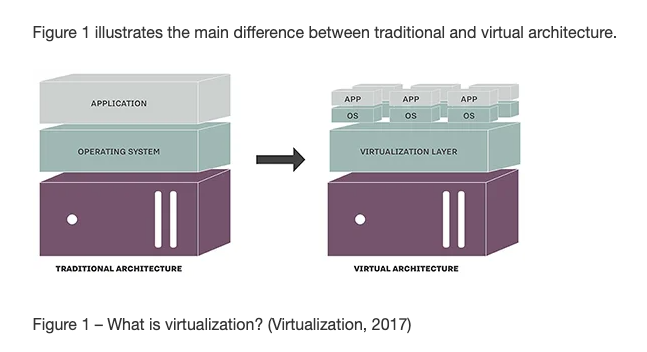 Figure 1 illustrates the main difference between traditional and virtual architecture.
APPLICATION
OPERATING SYSTEM
TRADITIONAL ARCHITECTURE
APP APP APP
OS OS OS
VIRTUALIZATION LAYER
VIRTUAL ARCHITECTURE
Figure 1 – What is virtualization? (Virtualization, 2017)